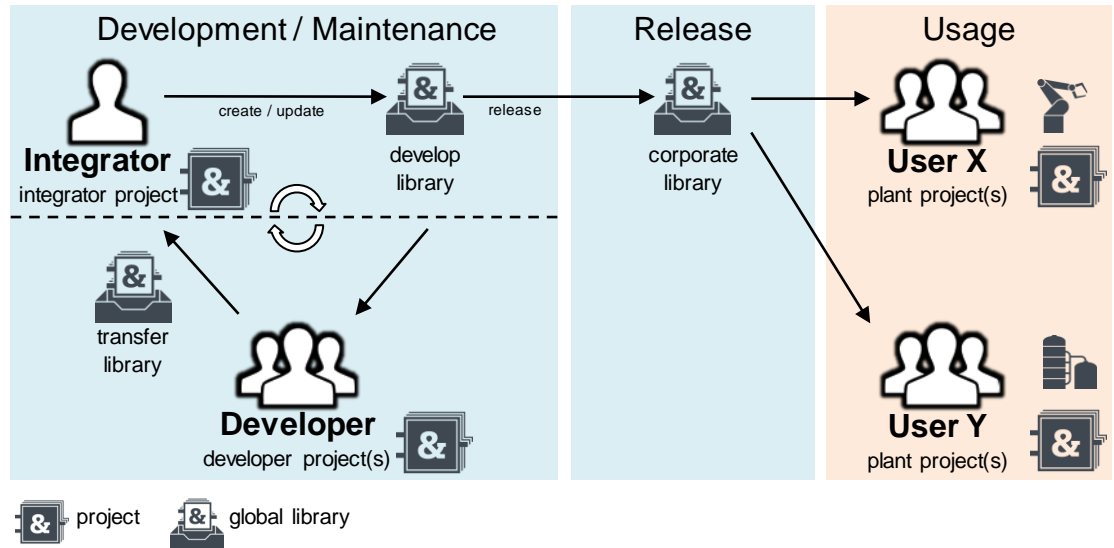 Development / Maintenance
Release
Usage
&
create / update
&
release
&
Integrator
integrator project
&
develop
library
corporate
library
User X
plant project(s)
&
&
transfer
library
Developer
developer project(s)
&
User Y
plant project(s)
&
& project
& global library